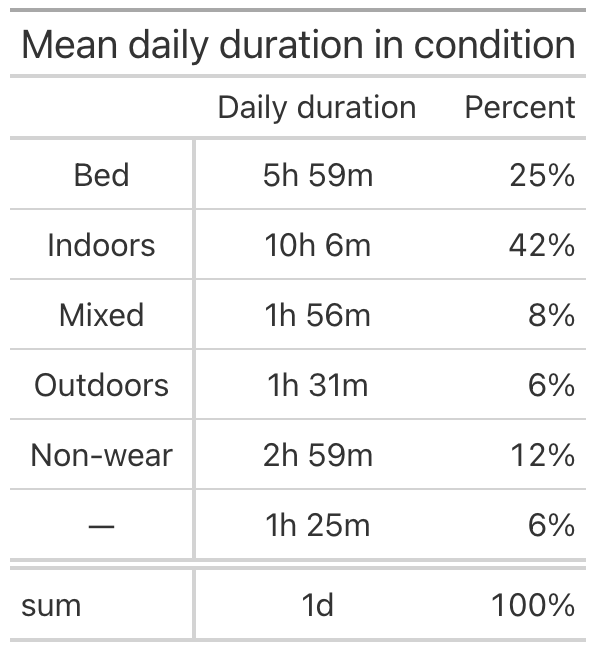 Mean daily duration in condition
Daily duration Percent
Bed 5h 59m 25%
Indoors 10h 6m 42%
Mixed 1h 56m 8%
Outdoors 1h 31m 6%
Non-wear 2h 59m 12%
— 1h 25m 6%
sum 1d 100%